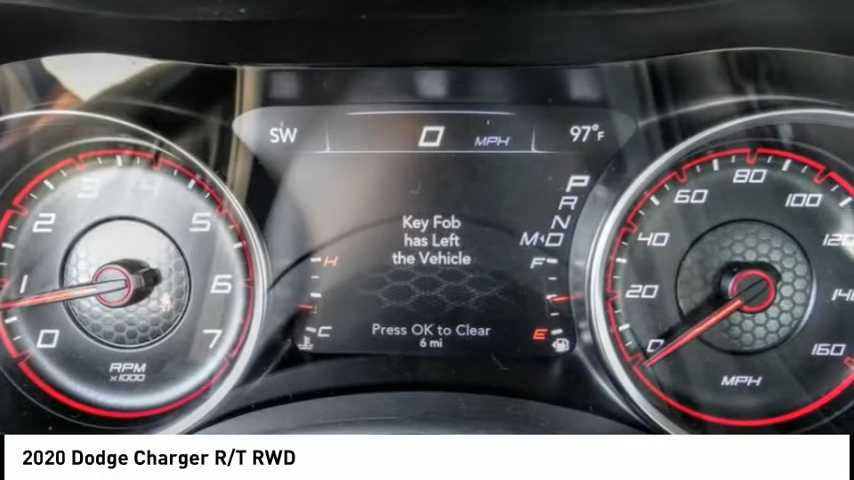 SW
0 MPH
97°F
P
R
N
M D
Key Fob
has Left
the Vehicle
Press OK to Clear
6 mi
H
C
F
E
0
1
2
3
4
5
6
7
RPM
x1000
0
20
40
60
80
100
120
140
160
MPH
2020 Dodge Charger R/T RWD